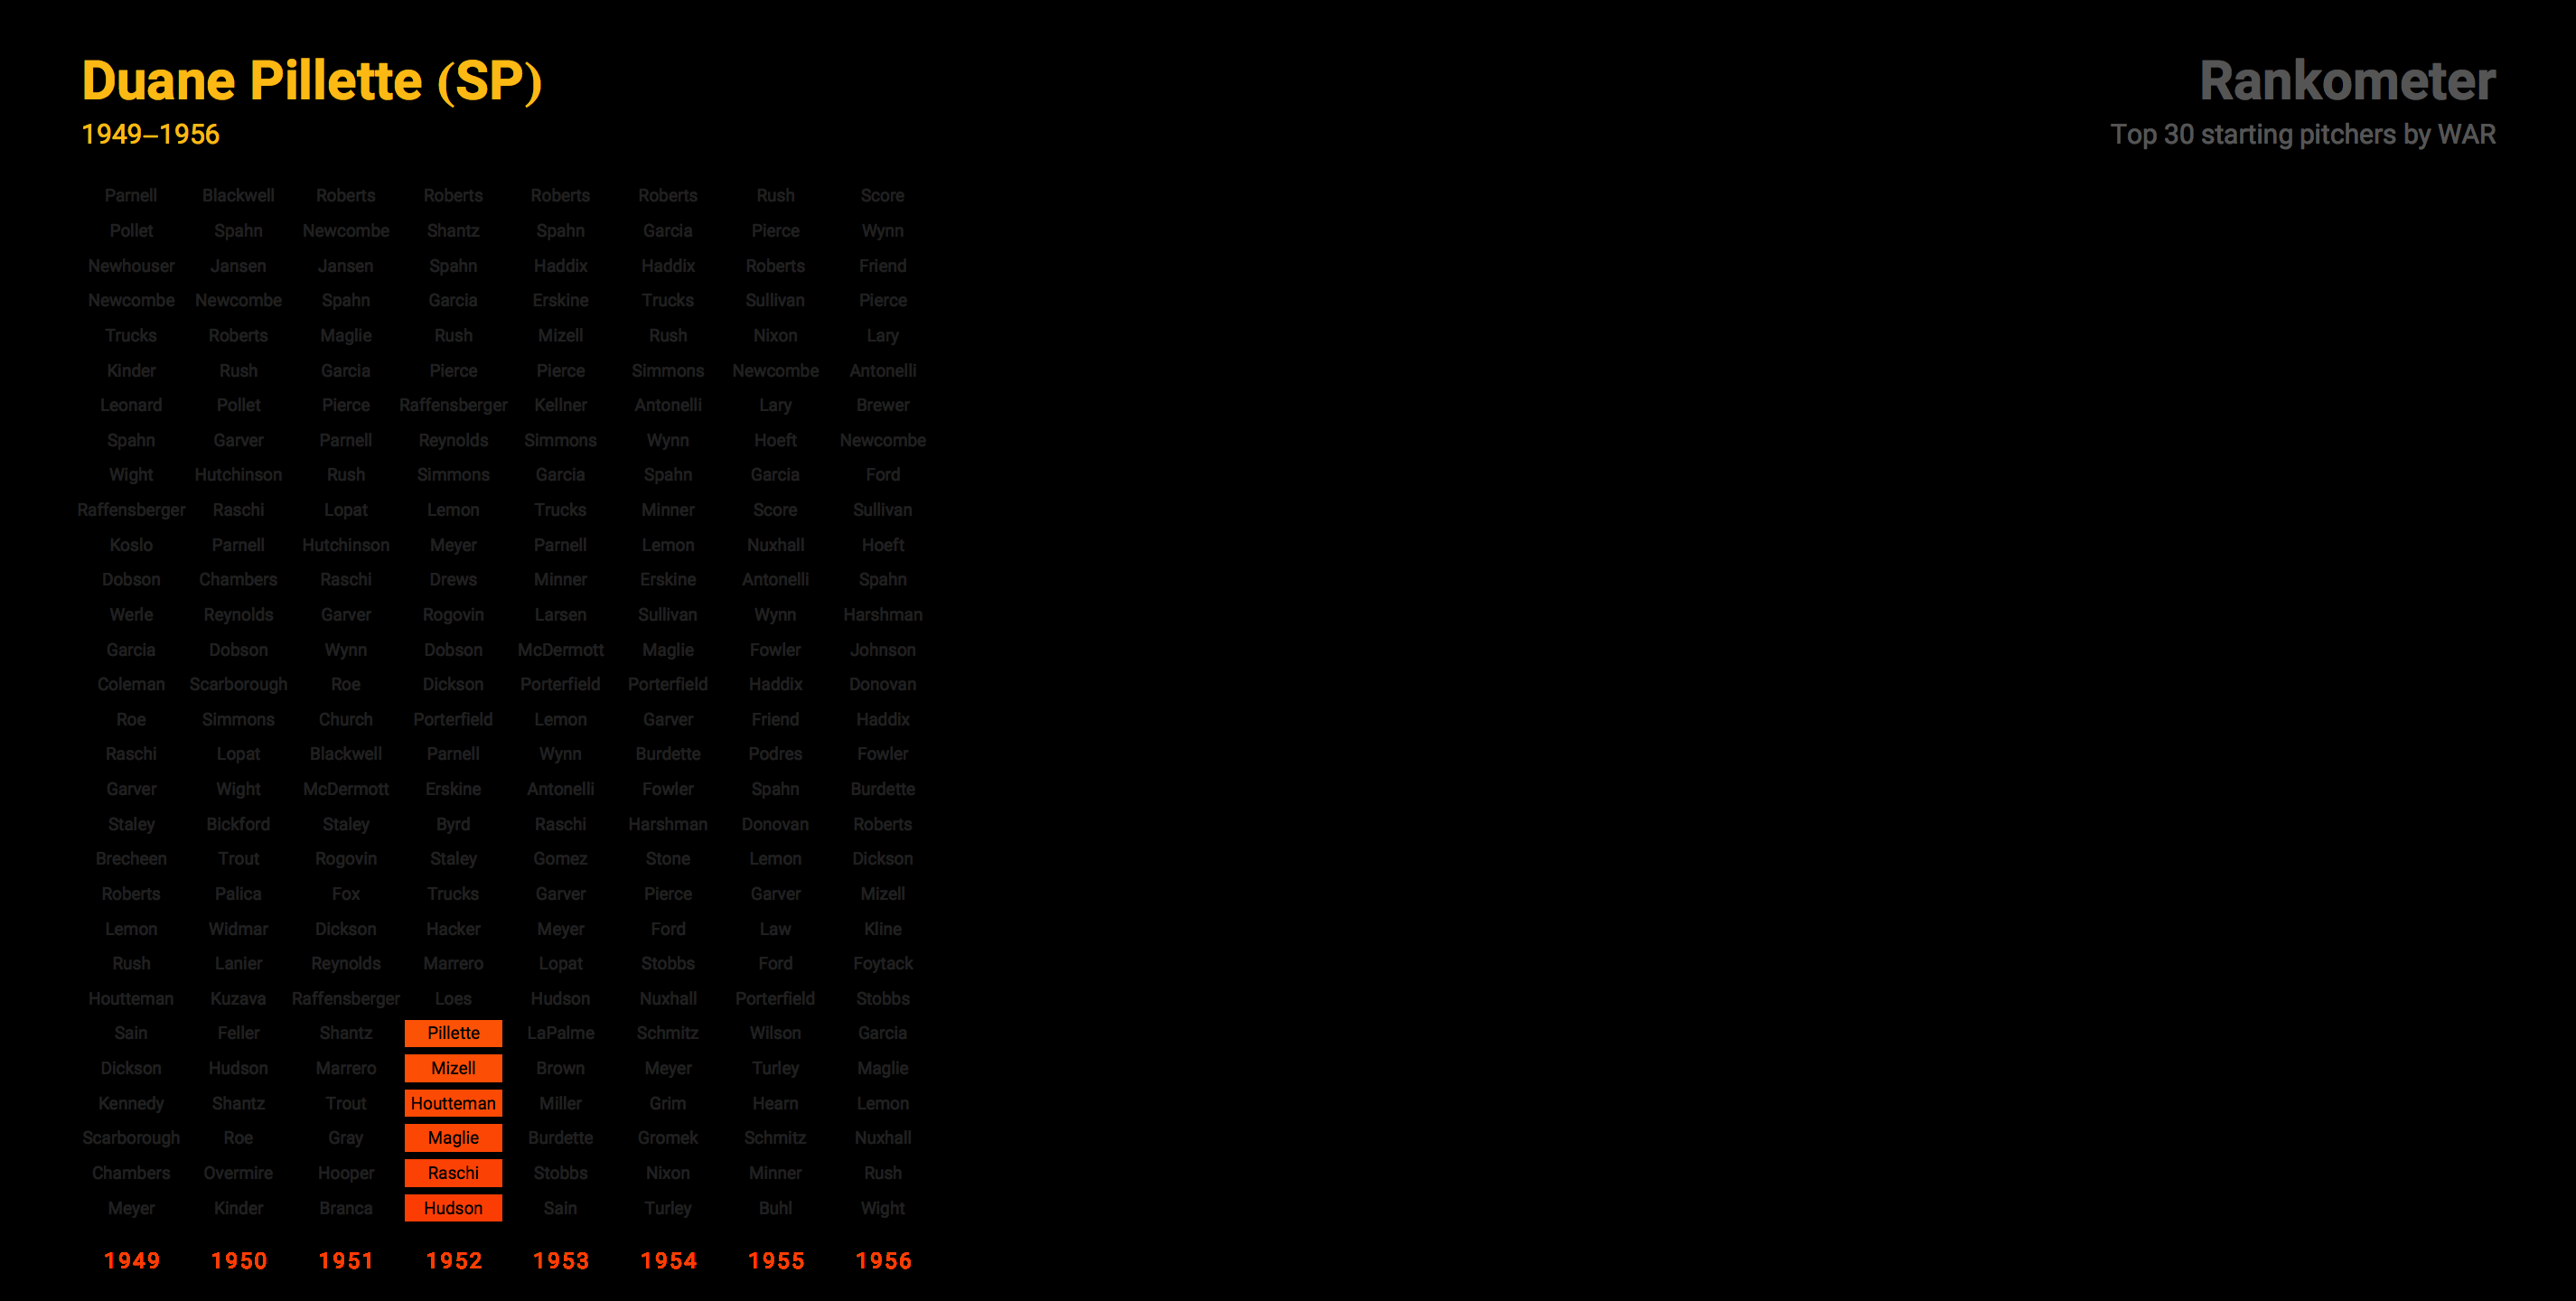 Duane Pillette (SP)
1949–1956
Rankometer
Top 30 starting pitchers by WAR
Parnell Blackwell Roberts Roberts Roberts Roberts Rush Score
Pollet Spahn Newcombe Shantz Spahn Garcia Pierce Wynn
Newhouser Jansen Jansen Spahn Haddix Haddix Roberts Friend
Newcombe Newcombe Spahn Garcia Erskine Trucks Sullivan Pierce
Trucks Roberts Maglie Rush Mizell Rush Nixon Lary
Kinder Rush Garcia Pierce Pierce Simmons Newcombe Antonelli
Leonard Pollet Pierce Raffensberger Kellner Antonelli Lary Brewer
Spahn Garver Parnell Reynolds Simmons Wynn Hoeft Newcombe
Wight Hutchinson Rush Simmons Garcia Spahn Garcia Ford
Raffensberger Raschi Lopat Lemon Trucks Minner Score Sullivan
Koslo Parnell Hutchinson Meyer Parnell Lemon Nuxhall Hoeft
Dobson Chambers Raschi Drews Minner Erskine Antonelli Spahn
Werle Reynolds Garver Rogovin Larsen Sullivan Wynn Harshman
Garcia Dobson Wynn Dobson McDermott Maglie Fowler Johnson
Coleman Scarborough Roe Dickson Porterfield Porterfield Haddix Donovan
Roe Simmons Church Porterfield Lemon Garver Friend Haddix
Raschi Lopat Blackwell Parnell Wynn Burdette Podres Fowler
Garver Wight McDermott Erskine Antonelli Fowler Spahn Burdette
Staley Bickford Staley Byrd Raschi Harshman Donovan Roberts
Brecheen Trout Rogovin Staley Gomez Stone Lemon Dickson
Roberts Palica Fox Trucks Garver Pierce Garver Mizell
Lemon Widmar Dickson Hacker Meyer Ford Law Kline
Rush Lanier Reynolds Marrero Lopat Stobbs Ford Foytack
Houtteman Kuzava Raffensberger Loes Hudson Nuxhall Porterfield Stobbs
Sain Feller Shantz Pillette LaPalme Schmitz Wilson Garcia
Dickson Hudson Marrero Mizell Brown Meyer Turley Maglie
Kennedy Shantz Trout Houtteman Miller Grim Hearn Lemon
Scarborough Roe Gray Maglie Burdette Gromek Schmitz Nuxhall
Chambers Overmire Hooper Raschi Stobbs Nixon Minner Rush
Meyer Kinder Branca Hudson Sain Turley Buhl Wight
1949 1950 1951 1952 1953 1954 1955 1956